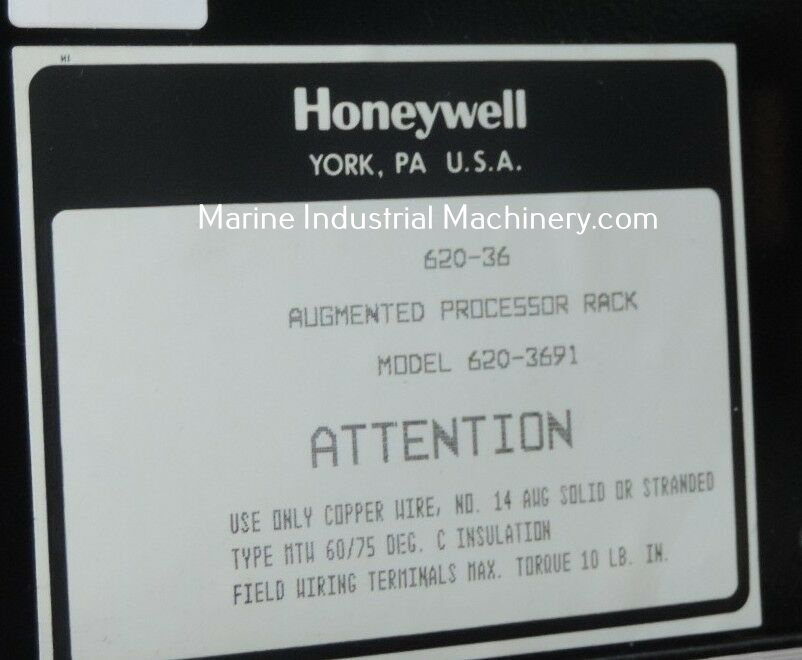 Honeywell
YORK, PA U.S.A.
Marine Industrial Machinery.com
620-36
AUGMENTED PROCESSOR RACK
MODEL 620-3691
ATTENTION
USE ONLY COPPER WIRE, NO. 14 AWG SOLID OR STRANDED
TYPE MTW 60/75 DEG. C INSULATION
FIELD WIRING TERMINALS MAX. TORQUE 10 LB. IN.